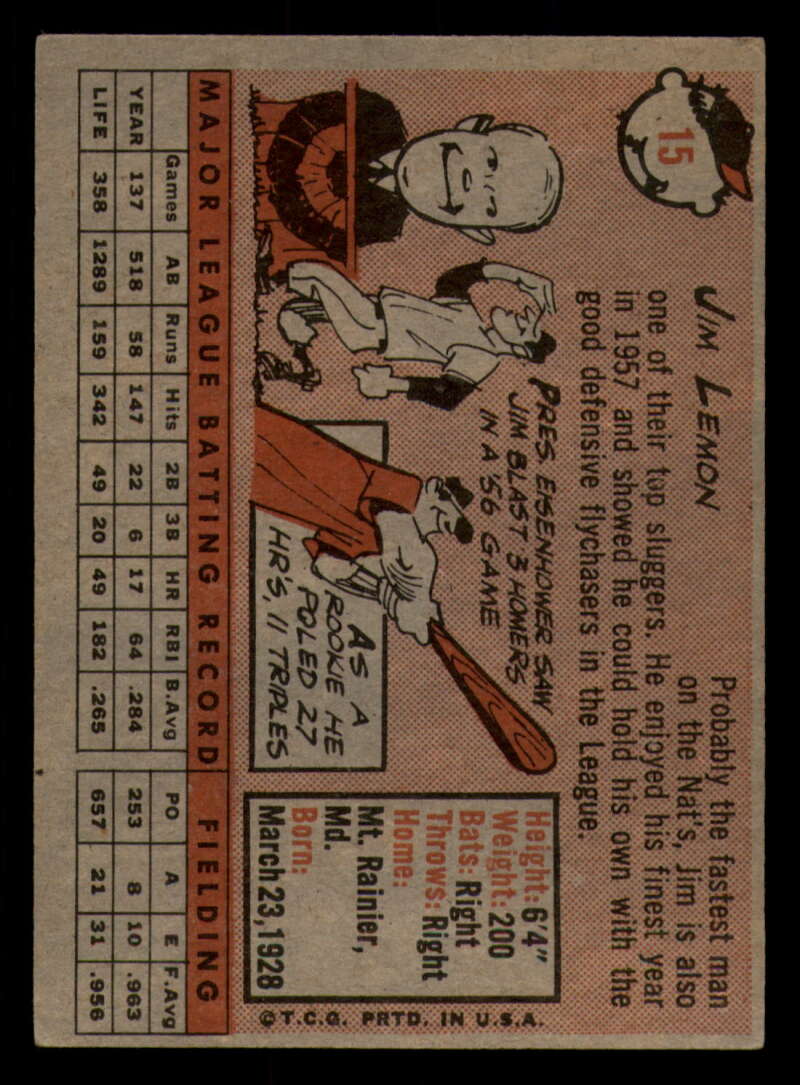 15
JIM LEMON
Probably the fastest man
on the Nat's, Jim is also
one of their top sluggers. He enjoyed his finest year
in 1957 and showed he could hold his own with the
good defensive flychasers in the League.
PRES. EISENHOWER SAW
JIM BLAST 3 HOMERS
IN A '56 GAME
AS A
ROOKIE HE
POLED 27
HR'S, 11 TRIPLES
Height: 6'4"
Weight: 200
Bats: Right
Throws: Right
Home:
Mt. Rainier,
Md.
Born:
March 23, 1928
MAJOR LEAGUE BATTING RECORD FIELDING
Games AB Runs Hits 2B 3B HR RBI B.Avg PO A E F.Avg
YEAR 137 518 58 147 22 6 17 64 .284 253 8 10 .963
LIFE 358 1289 159 342 49 20 49 182 .265 657 21 31 .956
©T.C.G. PRTD. IN U.S.A.